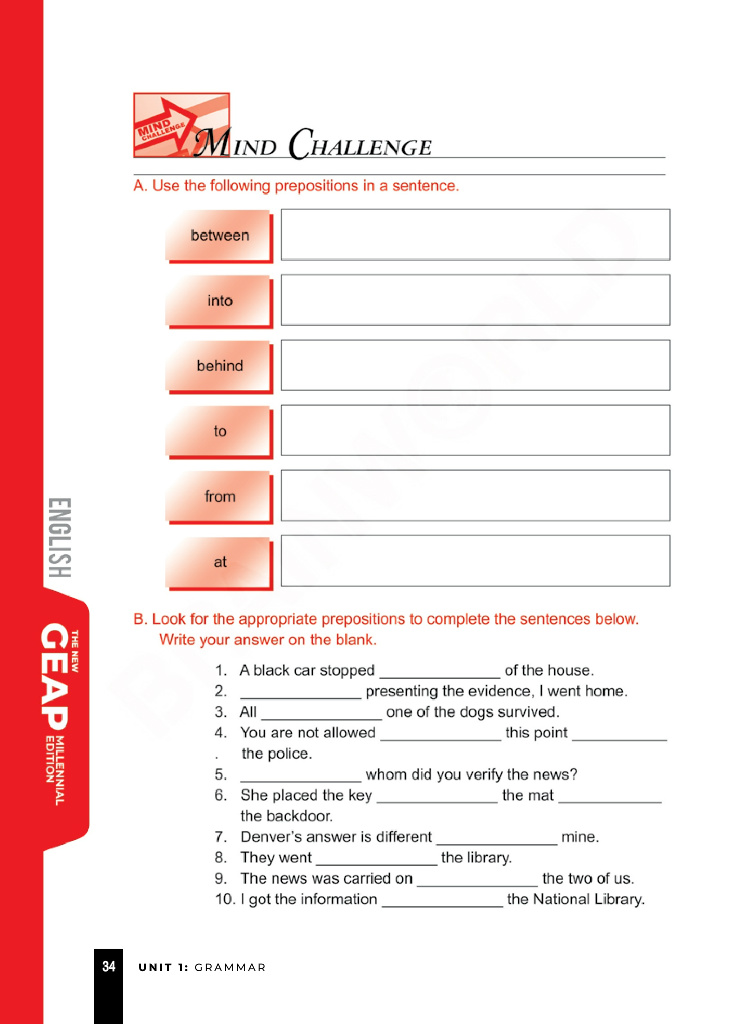 MIND
CHALLENGE
MIND CHALLENGE
A. Use the following prepositions in a sentence.
between
into
behind
to
from
at
B. Look for the appropriate prepositions to complete the sentences below.
Write your answer on the blank.
1. A black car stopped ______________ of the house.
2. ______________ presenting the evidence, I went home.
3. All ______________ one of the dogs survived.
4. You are not allowed ______________ this point ___________
. the police.
5. ______________ whom did you verify the news?
6. She placed the key ______________ the mat ____________
the backdoor.
7. Denver's answer is different ______________ mine.
8. They went ______________ the library.
9. The news was carried on ______________ the two of us.
10. I got the information ______________ the National Library.
ENGLISH
THE NEW
GEAP
MILLENNIAL
EDITION
34 UNIT 1: GRAMMAR